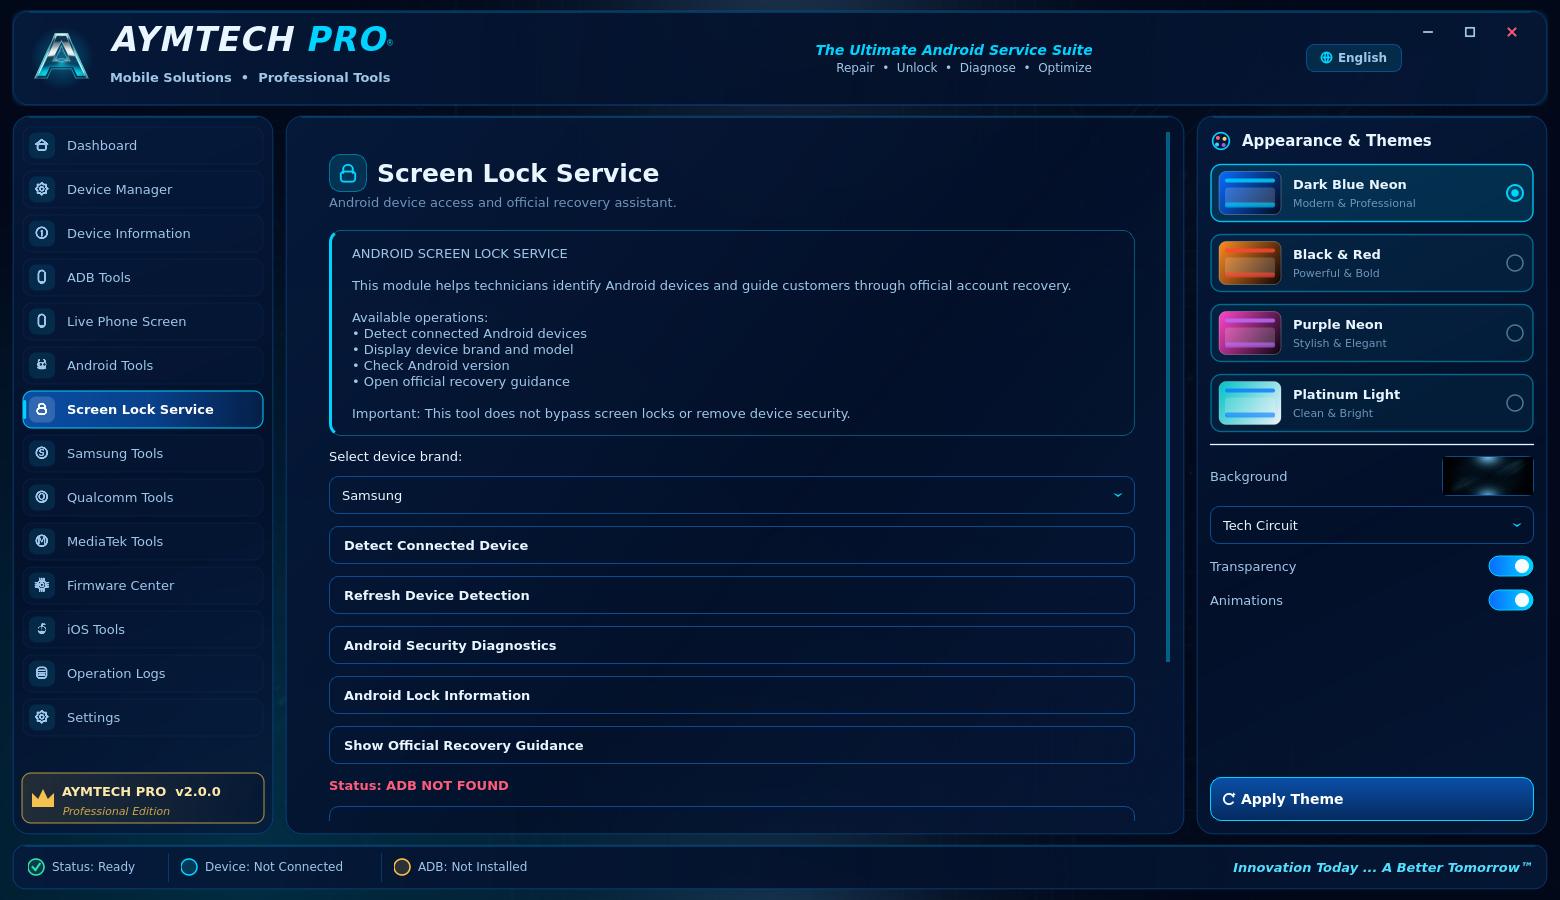 AYMTECH PRO®
Mobile Solutions • Professional Tools
The Ultimate Android Service Suite
Repair • Unlock • Diagnose • Optimize
English
Dashboard
Device Manager
Device Information
ADB Tools
Live Phone Screen
Android Tools
Screen Lock Service
Samsung Tools
Qualcomm Tools
MediaTek Tools
Firmware Center
iOS Tools
Operation Logs
Settings
AYMTECH PRO v2.0.0
Professional Edition
Screen Lock Service
Android device access and official recovery assistant.
ANDROID SCREEN LOCK SERVICE
This module helps technicians identify Android devices and guide customers through official account recovery.
Available operations:
• Detect connected Android devices
• Display device brand and model
• Check Android version
• Open official recovery guidance
Important: This tool does not bypass screen locks or remove device security.
Select device brand:
Samsung
Detect Connected Device
Refresh Device Detection
Android Security Diagnostics
Android Lock Information
Show Official Recovery Guidance
Status: ADB NOT FOUND
Appearance & Themes
Dark Blue Neon
Modern & Professional
Black & Red
Powerful & Bold
Purple Neon
Stylish & Elegant
Platinum Light
Clean & Bright
Background
Tech Circuit
Transparency
Animations
Apply Theme
Status: Ready
Device: Not Connected
ADB: Not Installed
Innovation Today ... A Better Tomorrow™